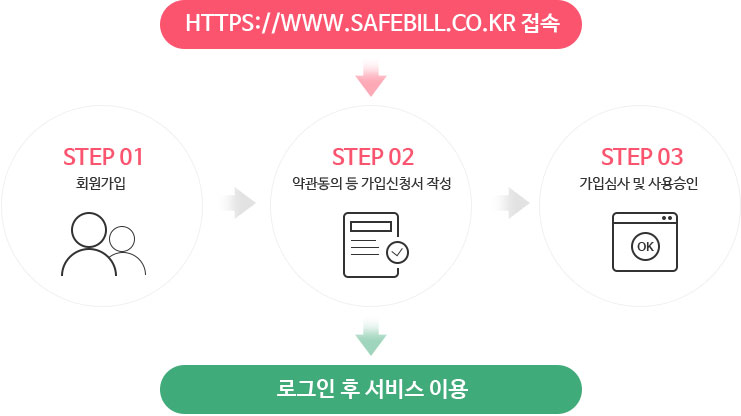 HTTPS://WWW.SAFEBILL.CO.KR 접속
STEP 01
회원가입
STEP 02
약관통의 등 가입신청서 작성
STEP 03
가입심사 및 사용승인
OK
로그인 후 서비스 이용